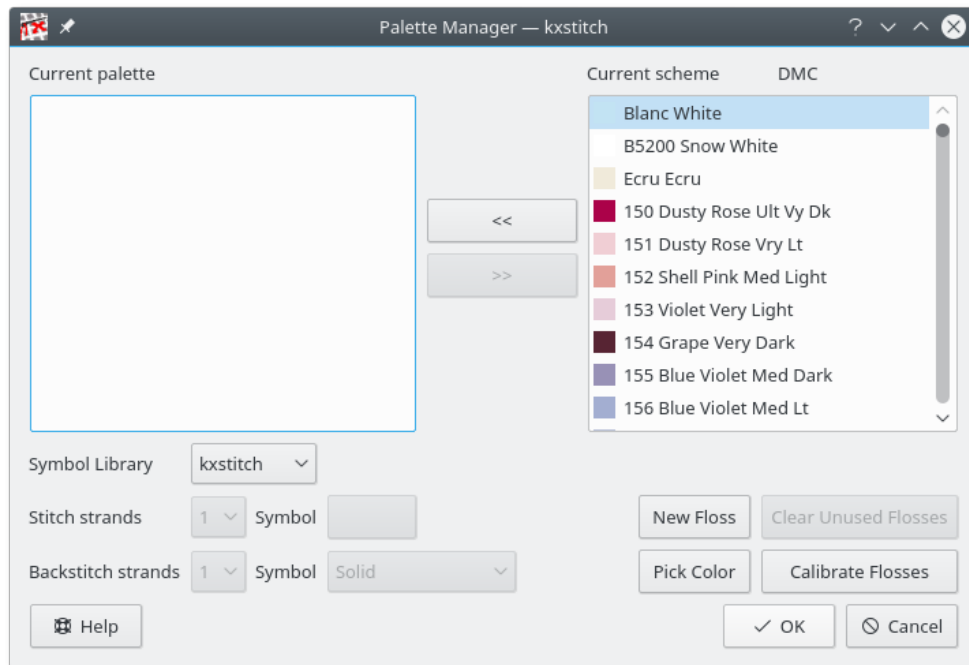 Palette Manager — kxstitch
Current palette
Current scheme DMC
Blanc White
B5200 Snow White
Ecru Ecru
150 Dusty Rose Ult Vy Dk
151 Dusty Rose Vry Lt
152 Shell Pink Med Light
153 Violet Very Light
154 Grape Very Dark
155 Blue Violet Med Dark
156 Blue Violet Med Lt
<<
>>
Symbol Library kxstitch
Stitch strands 1 Symbol
Backstitch strands 1 Symbol Solid
New Floss Clear Unused Flosses
Pick Color Calibrate Flosses
Help OK Cancel